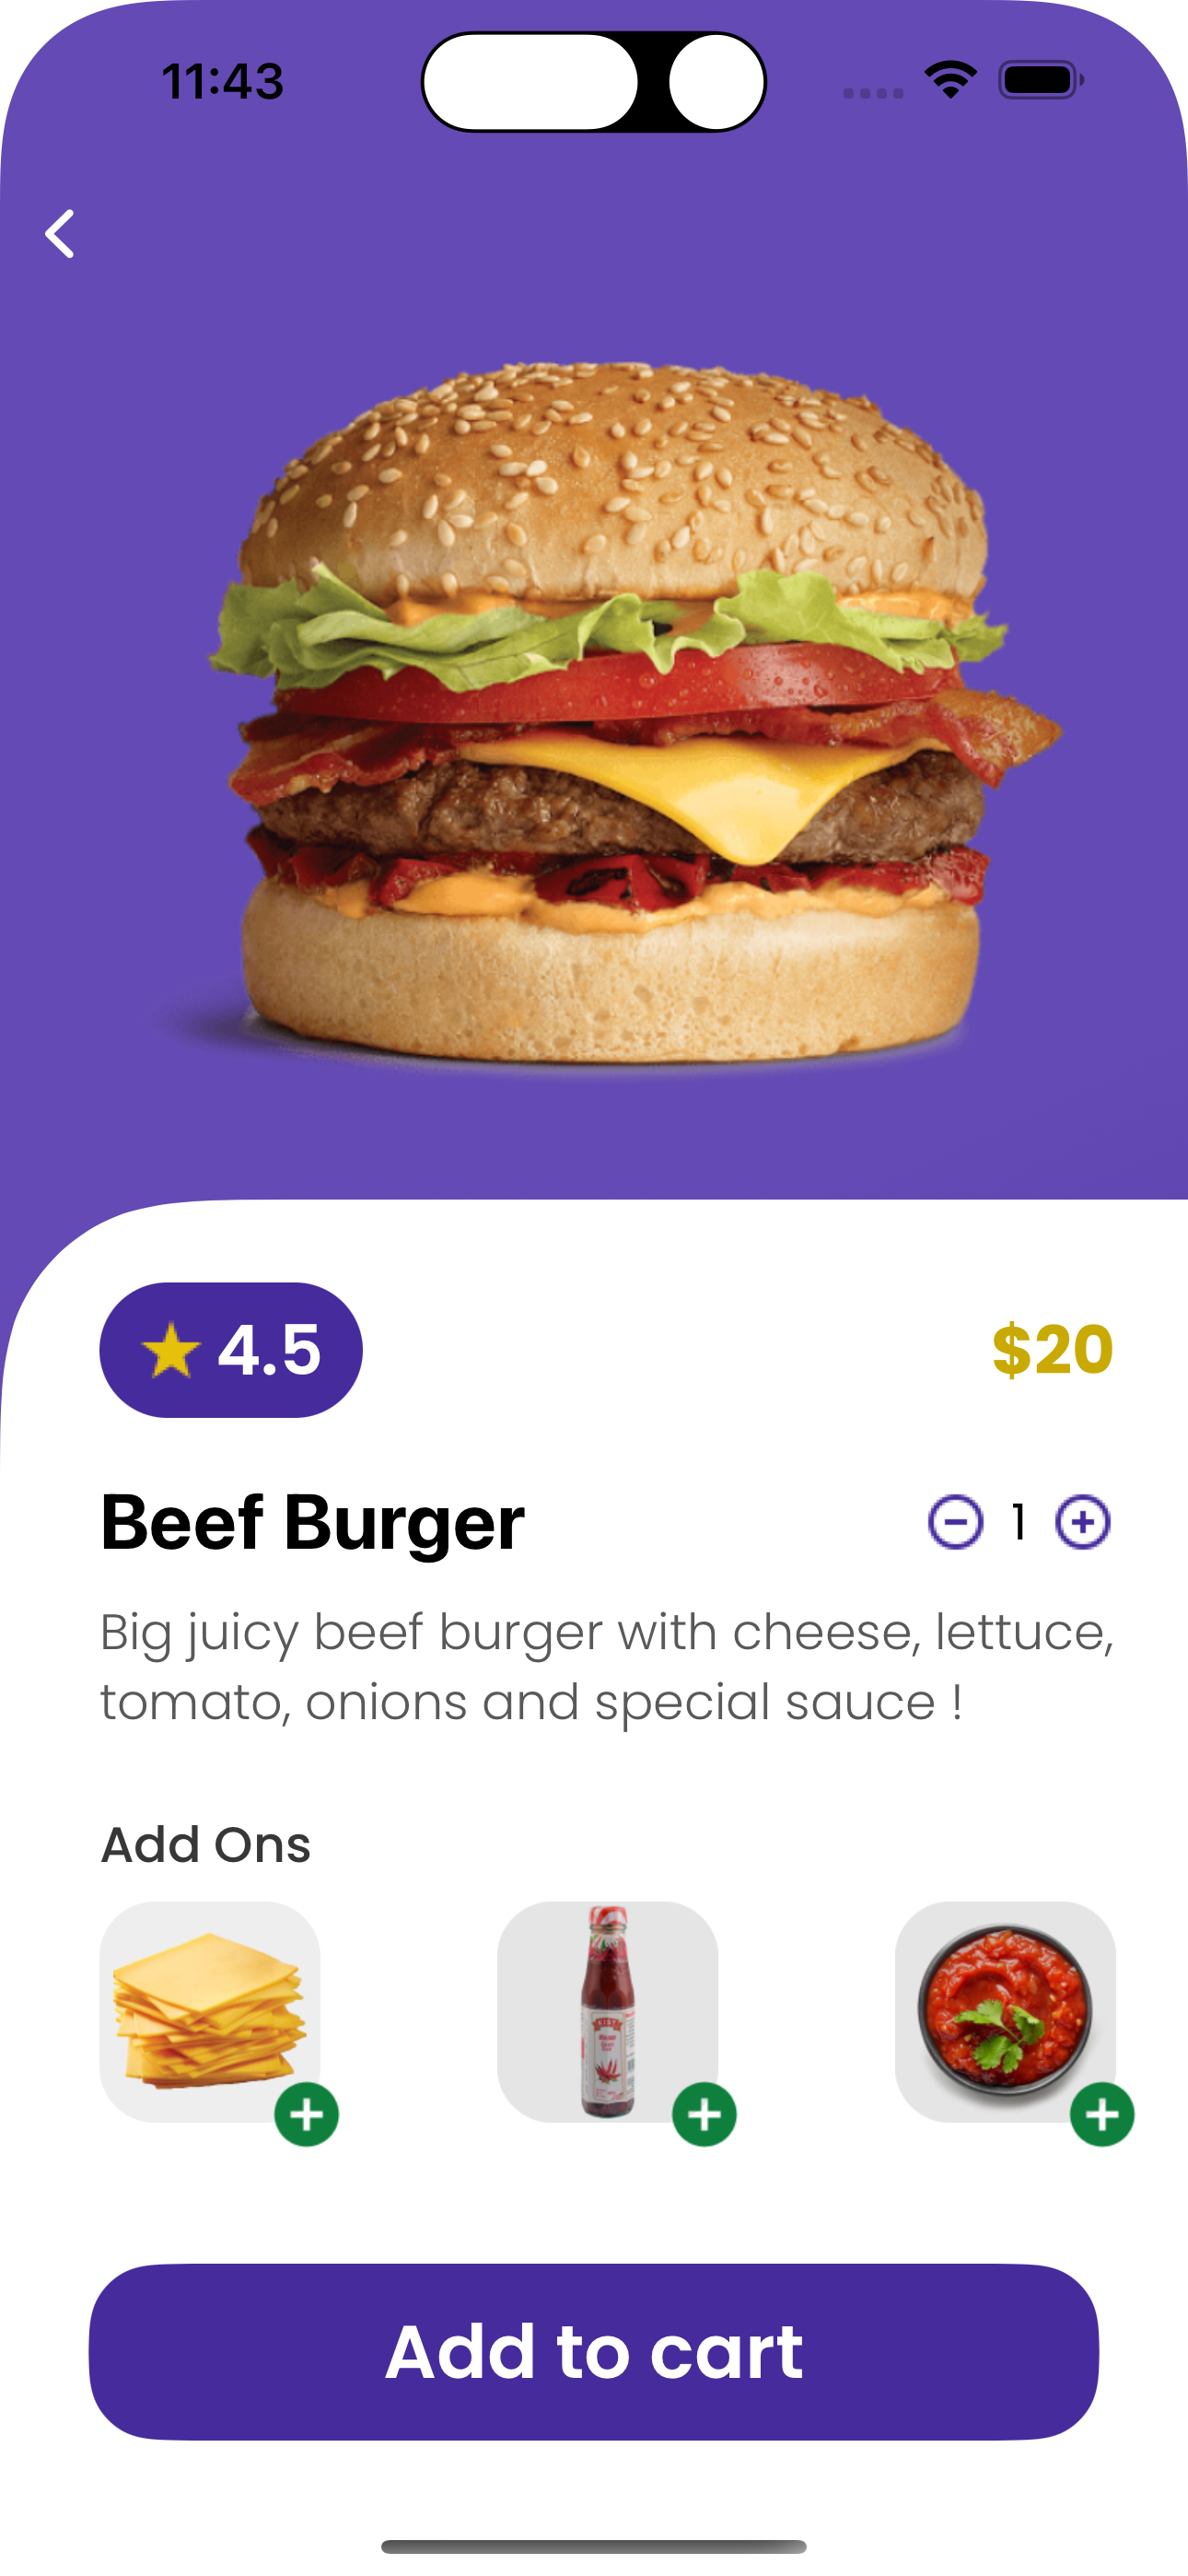 11:43
4.5
$20
Beef Burger
1
Big juicy beef burger with cheese, lettuce,
tomato, onions and special sauce !
Add Ons
Add to cart